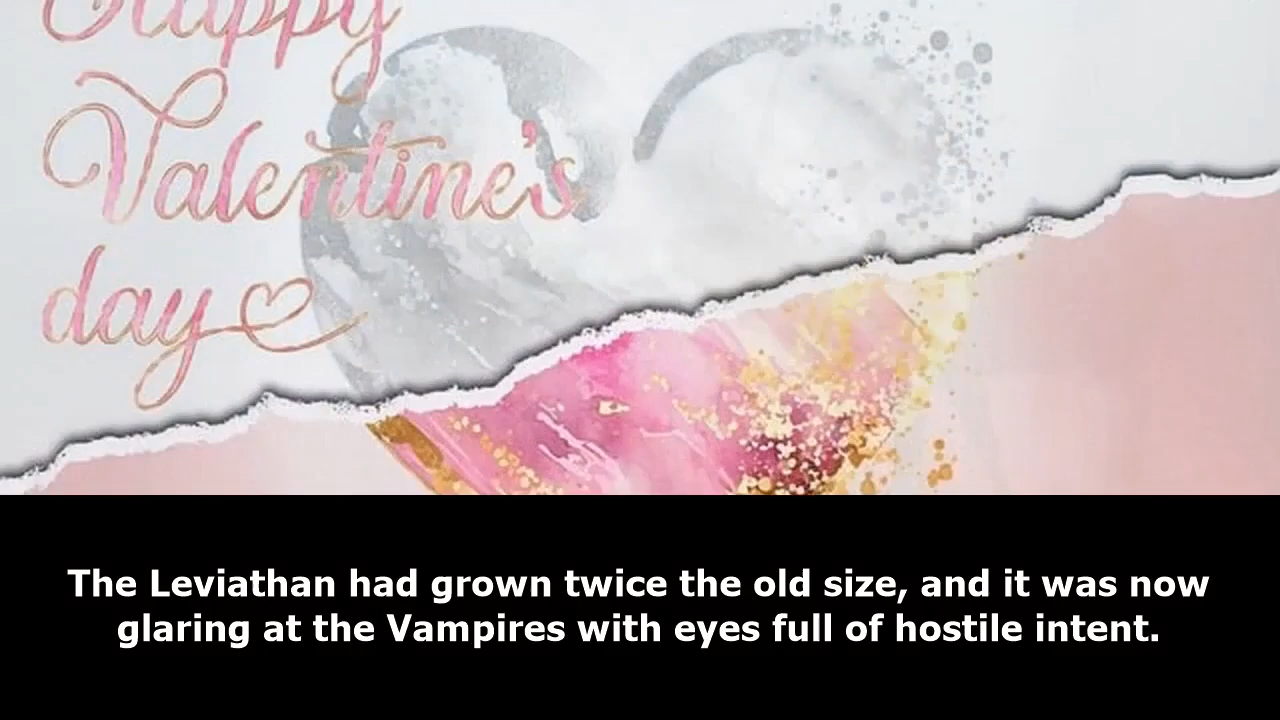 Happy
Valentine's
day
The Leviathan had grown twice the old size, and it was now
glaring at the Vampires with eyes full of hostile intent.